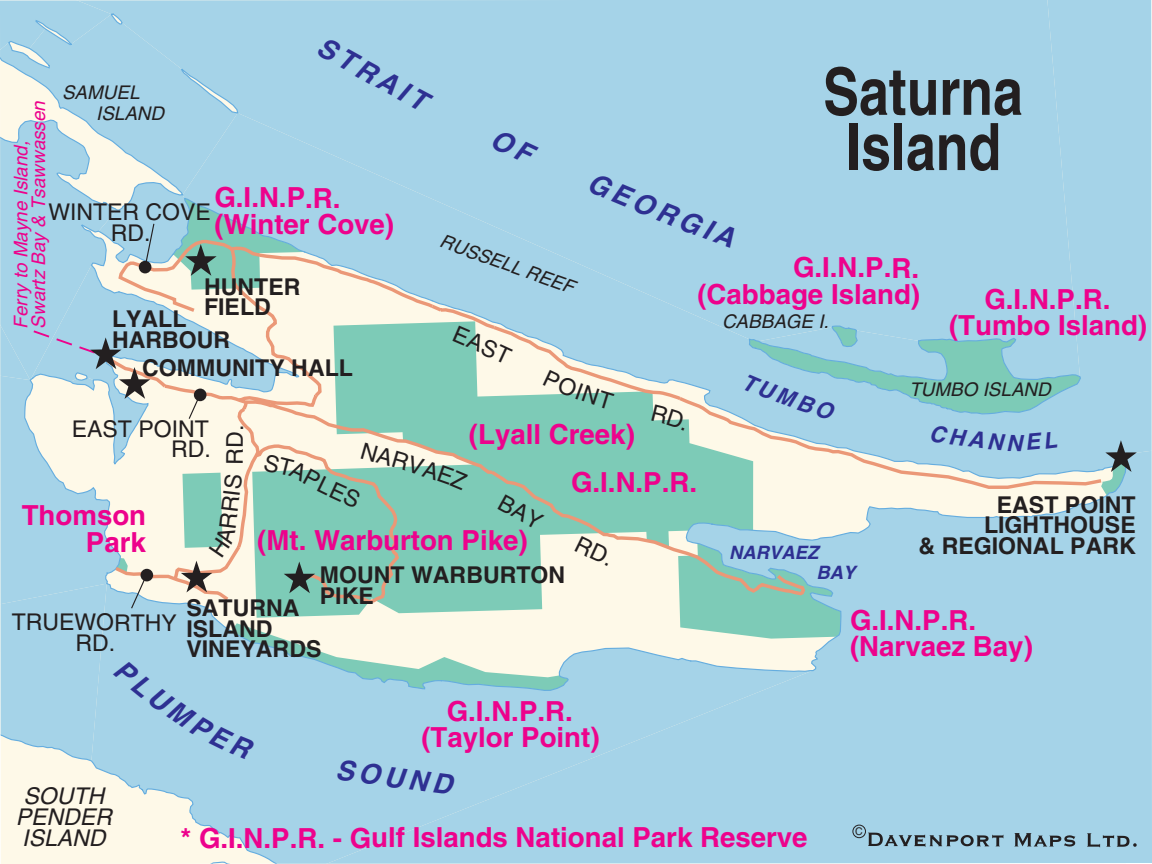 Saturna
Island
STRAIT
OF
GEORGIA
SAMUEL
ISLAND
Ferry to Mayne Island,
Swartz Bay & Tsawwassen
WINTER COVE
RD.
G.I.N.P.R.
(Winter Cove)
HUNTER
FIELD
RUSSELL REEF
G.I.N.P.R.
(Cabbage Island)
CABBAGE I.
G.I.N.P.R.
(Tumbo Island)
TUMBO ISLAND
LYALL
HARBOUR
COMMUNITY HALL
EAST POINT
RD.
EAST
POINT
RD.
TUMBO
CHANNEL
(Lyall Creek)
G.I.N.P.R.
HARRIS RD.
STAPLES
NARVAEZ
BAY
RD.
EAST POINT
LIGHTHOUSE
& REGIONAL PARK
Thomson
Park
(Mt. Warburton Pike)
MOUNT WARBURTON
PIKE
NARVAEZ
BAY
TRUEWORTHY
RD.
SATURNA
ISLAND
VINEYARDS
G.I.N.P.R.
(Narvaez Bay)
G.I.N.P.R.
(Taylor Point)
PLUMPER
SOUND
SOUTH
PENDER
ISLAND
* G.I.N.P.R. - Gulf Islands National Park Reserve
©DAVENPORT MAPS LTD.